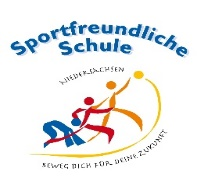 Sportfreundliche
Schule
NIEDERSACHSEN
BEWEG DICH FÜR DEINE ZUKUNFT